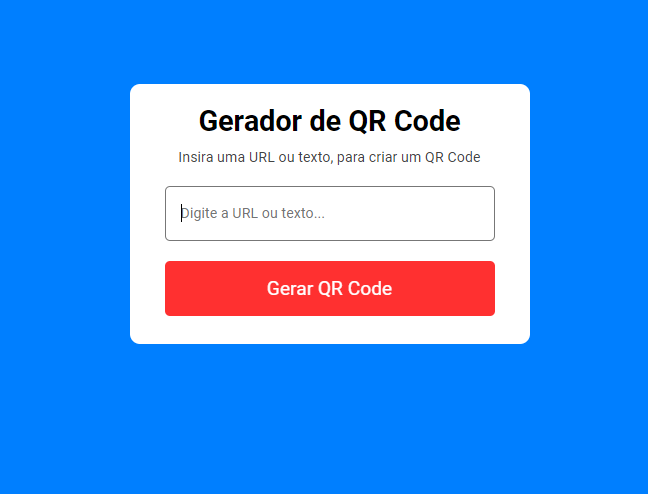 Gerador de QR Code
Insira uma URL ou texto, para criar um QR Code
Digite a URL ou texto...
Gerar QR Code